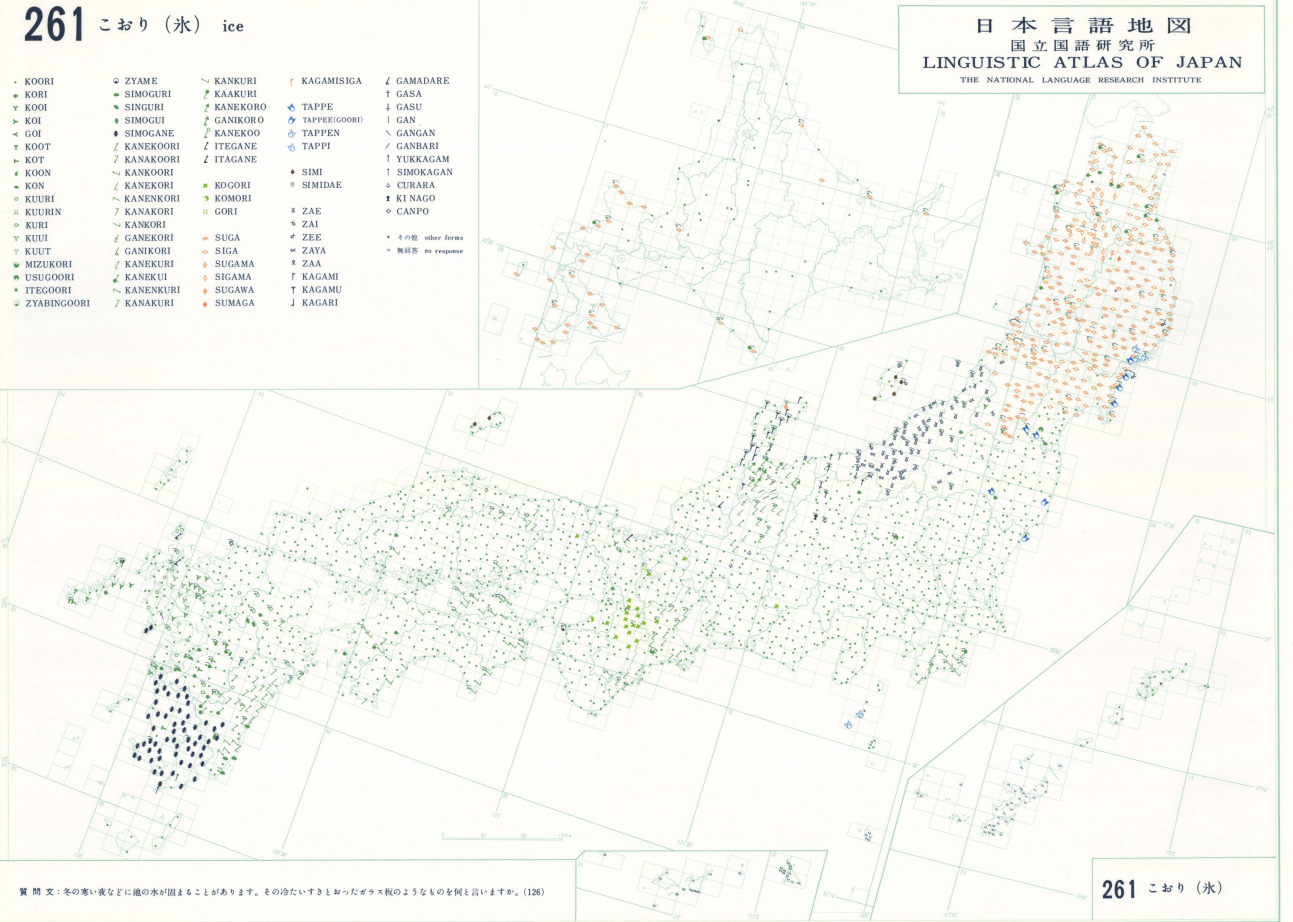 261 こおり（氷） ice
日本言語地図
国立国語研究所
LINGUISTIC ATLAS OF JAPAN
THE NATIONAL LANGUAGE RESEARCH INSTITUTE
KOORI
KORI
KOOI
KOI
GOI
KOOT
KOT
KOON
KON
KUURI
KUURIN
KURI
KUUI
KUUT
MIZUKORI
USUGOORI
ITEGOORI
ZYABINGOORI
ZYAME
SIMOGURI
SINGURI
SIMOGUI
SIMOGANE
KANEKOORI
KANAKOORI
KANKOORI
KANEKORI
KANENKORI
KANAKORI
KANKORI
GANEKORI
GANIKORI
KANEKURI
KANEKUI
KANENKURI
KANAKURI
KANKURI
KAAKURI
KANEKORO
GANIKORO
KANEKOO
ITEGANE
ITAGANE
KOGORI
KOMORI
GORI
SUGA
SIGA
SUGAMA
SIGAMA
SUGAWA
SUMAGA
KAGAMISIGA
TAPPE
TAPPEE(GOORI)
TAPPEN
TAPPI
SIMI
SIMIDAE
ZAE
ZAI
ZEE
ZAYA
ZAA
KAGAMI
KAGAMU
KAGARI
GAMADARE
GASA
GASU
GAN
GANGAN
GANBARI
YUKKAGAM
SIMOKAGAN
CURARA
KI NAGO
CANPO
その他 other forms
無回答 no response
質問文：冬の寒い夜などに池の水が固まることがあります。その冷たいすきとおったガラス板のようなものを何と言いますか。(126)
261 こおり（氷）